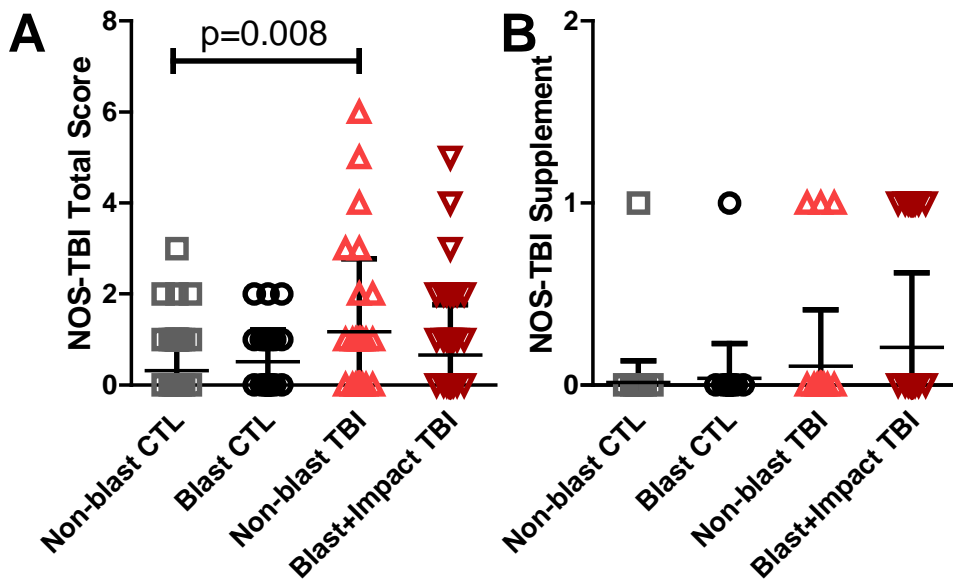 A
NOS-TBI Total Score
8
6
4
2
0
p=0.008
Non-blast CTL
Blast CTL
Non-blast TBI
Blast+Impact TBI
B
NOS-TBI Supplement
2
1
0
Non-blast CTL
Blast CTL
Non-blast TBI
Blast+Impact TBI